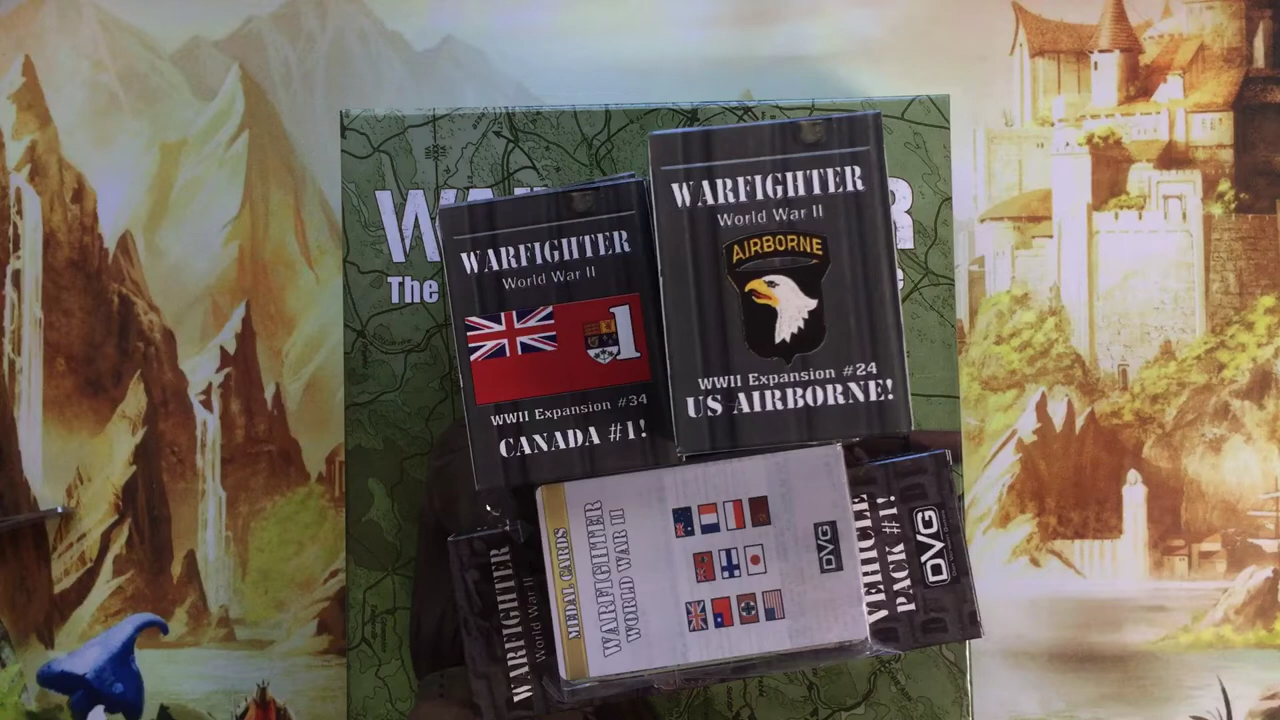 WA
R
The
e
WARFIGHTER
World War II
1
WWII Expansion #34
CANADA #1!
WARFIGHTER
World War II
AIRBORNE
WWII Expansion #24
US AIRBORNE!
WARFIGHTER
World War II
MEDAL CARDS
WARFIGHTER
WORLD WAR II
DVG
VEHICLE
PACK #1!
DVG